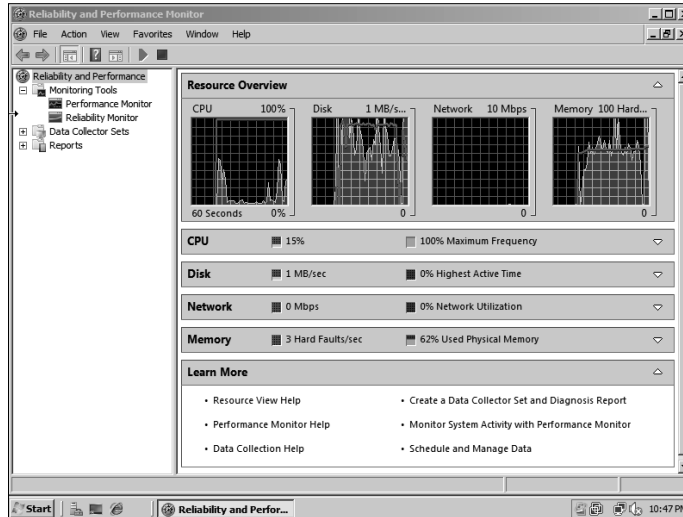 Reliability and Performance Monitor
File Action View Favorites Window Help
Reliability and Performance
Monitoring Tools
Performance Monitor
Reliability Monitor
Data Collector Sets
Reports
Resource Overview
CPU 100% Disk 1 MB/s... Network 10 Mbps Memory 100 Hard...
60 Seconds 0% 0 0 0
CPU 15% 100% Maximum Frequency
Disk 1 MB/sec 0% Highest Active Time
Network 0 Mbps 0% Network Utilization
Memory 3 Hard Faults/sec 62% Used Physical Memory
Learn More
• Resource View Help • Create a Data Collector Set and Diagnosis Report
• Performance Monitor Help • Monitor System Activity with Performance Monitor
• Data Collection Help • Schedule and Manage Data
Start Reliability and Perfor... 10:47 PM